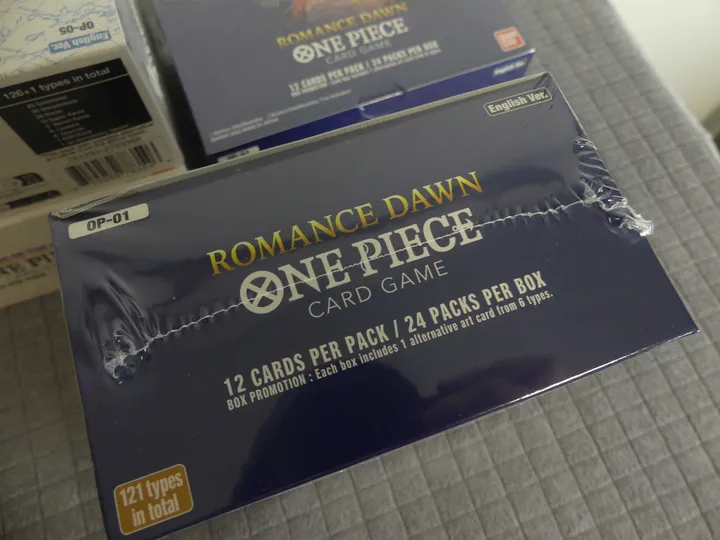 OP-05
English Ver.
126+1 types in total
ROMANCE DAWN
ONE PIECE
CARD GAME
12 CARDS PER PACK / 24 PACKS PER BOX
English Ver.
OP-01
ROMANCE DAWN
ONE PIECE
CARD GAME
12 CARDS PER PACK / 24 PACKS PER BOX
BOX PROMOTION : Each box includes 1 alternative art card from 6 types.
121 types
in total